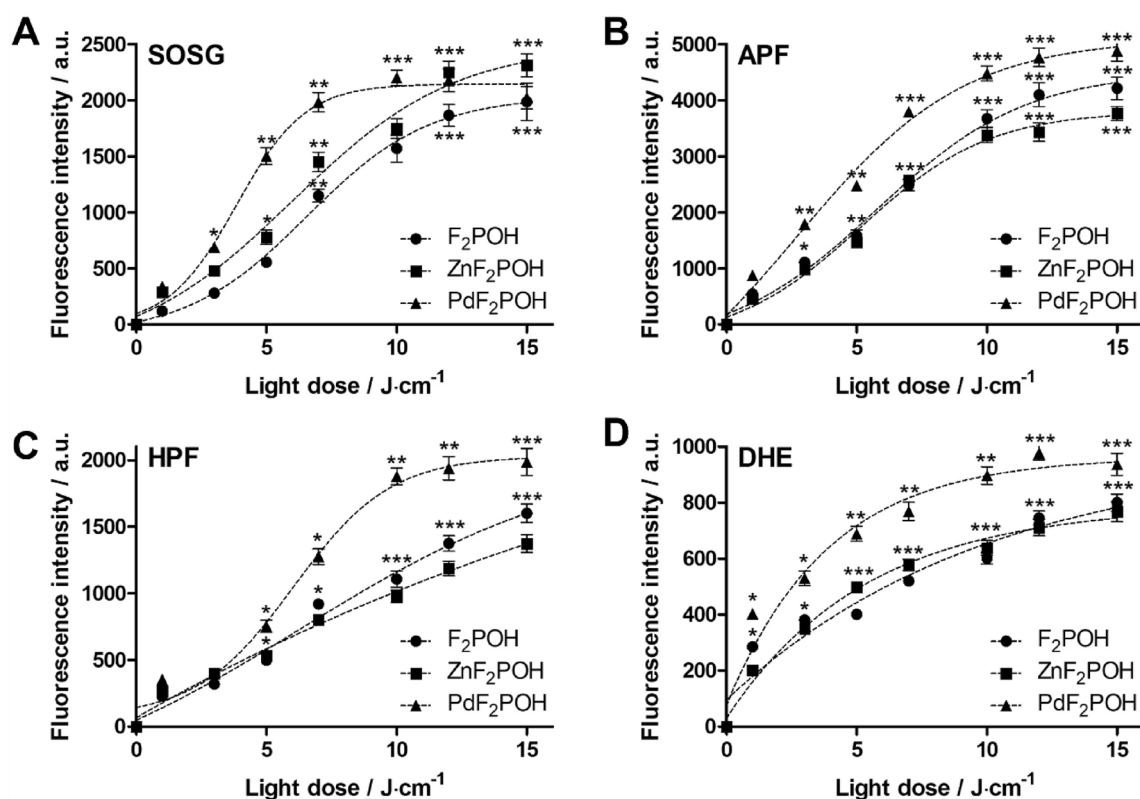 A
SOSG
Fluorescence intensity / a.u.
2500
2000
1500
1000
500
0
* ** ** *** *** ***
* ** ** *** ***
F₂POH
ZnF₂POH
PdF₂POH
0 5 10 15
Light dose / J·cm⁻¹
B
APF
Fluorescence intensity / a.u.
5000
4000
3000
2000
1000
0
** ** *** *** *** ***
* ** *** *** *** ***
*** ***
F₂POH
ZnF₂POH
PdF₂POH
0 5 10 15
Light dose / J·cm⁻¹
C
HPF
Fluorescence intensity / a.u.
2000
1500
1000
500
0
* * ** ** ***
* * *** *** ***
F₂POH
ZnF₂POH
PdF₂POH
0 5 10 15
Light dose / J·cm⁻¹
D
DHE
Fluorescence intensity / a.u.
1000
800
600
400
200
0
* * ** ** ** *** ***
* * *** *** *** *** ***
F₂POH
ZnF₂POH
PdF₂POH
0 5 10 15
Light dose / J·cm⁻¹